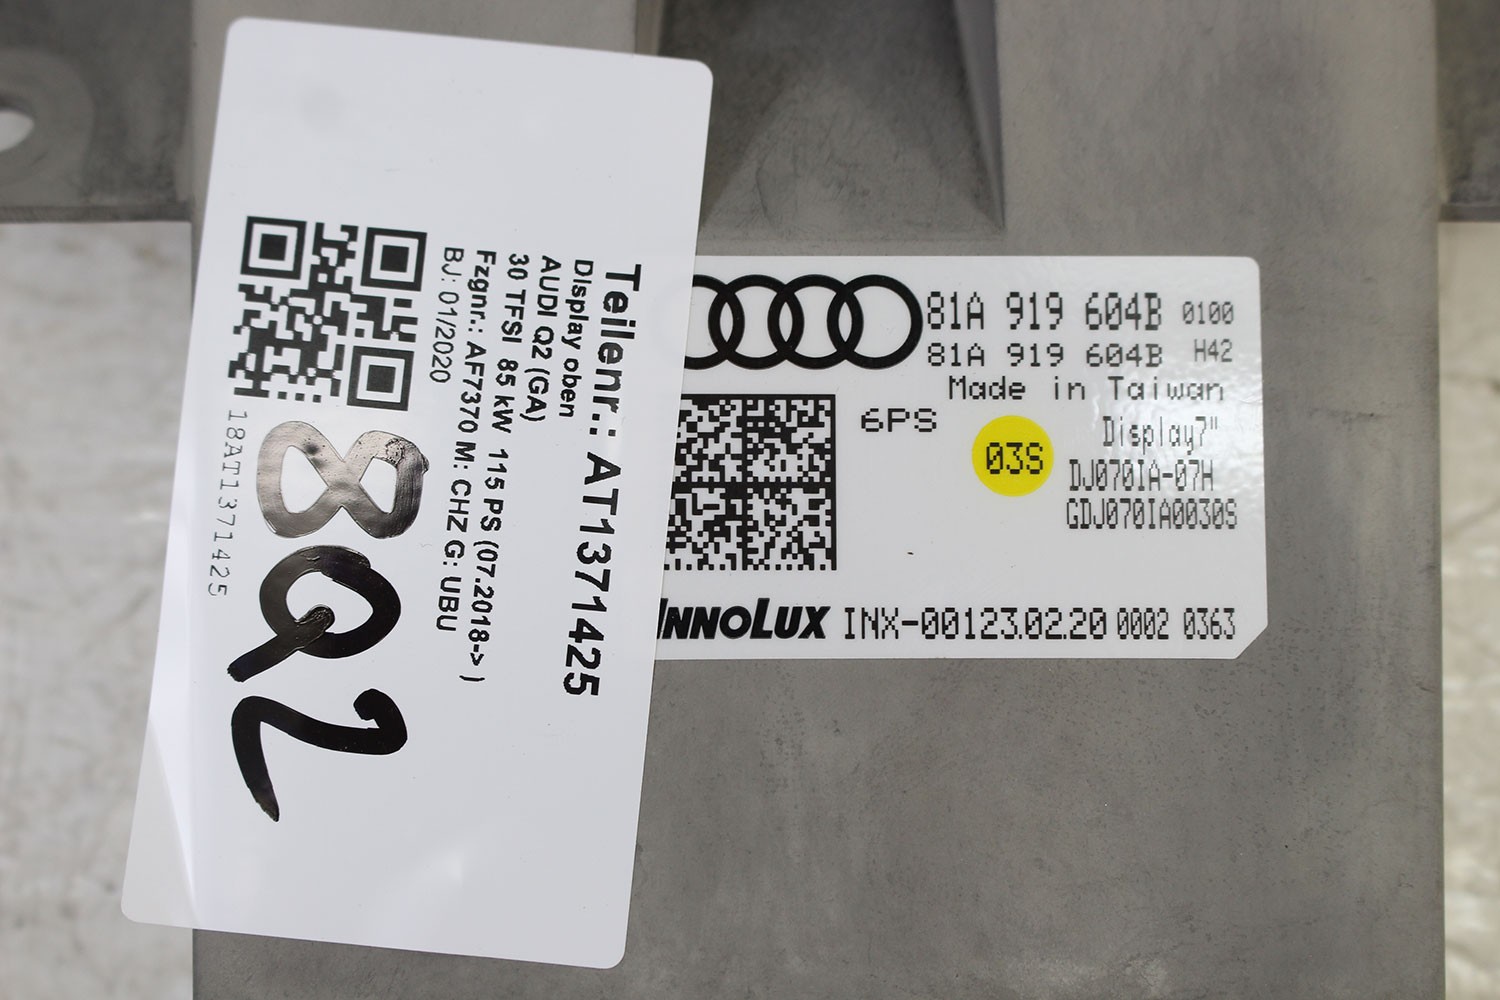 Teilenr.: AT1371425
Display oben
AUDI Q2 (GA)
30 TFSI 85 kW 115 PS (07.2018-> )
Fzgnr.: AF7370 M: CHZ G: UBU
BJ: 01/2020
18AT1371425
8Q2
81A 919 604B 0100
81A 919 604B H42
Made in Taiwan
6PS
03S
Display7"
DJ070IA-07H
GDJ070IA0030S
INNOLUX INX-00123.02.20 0002 0363